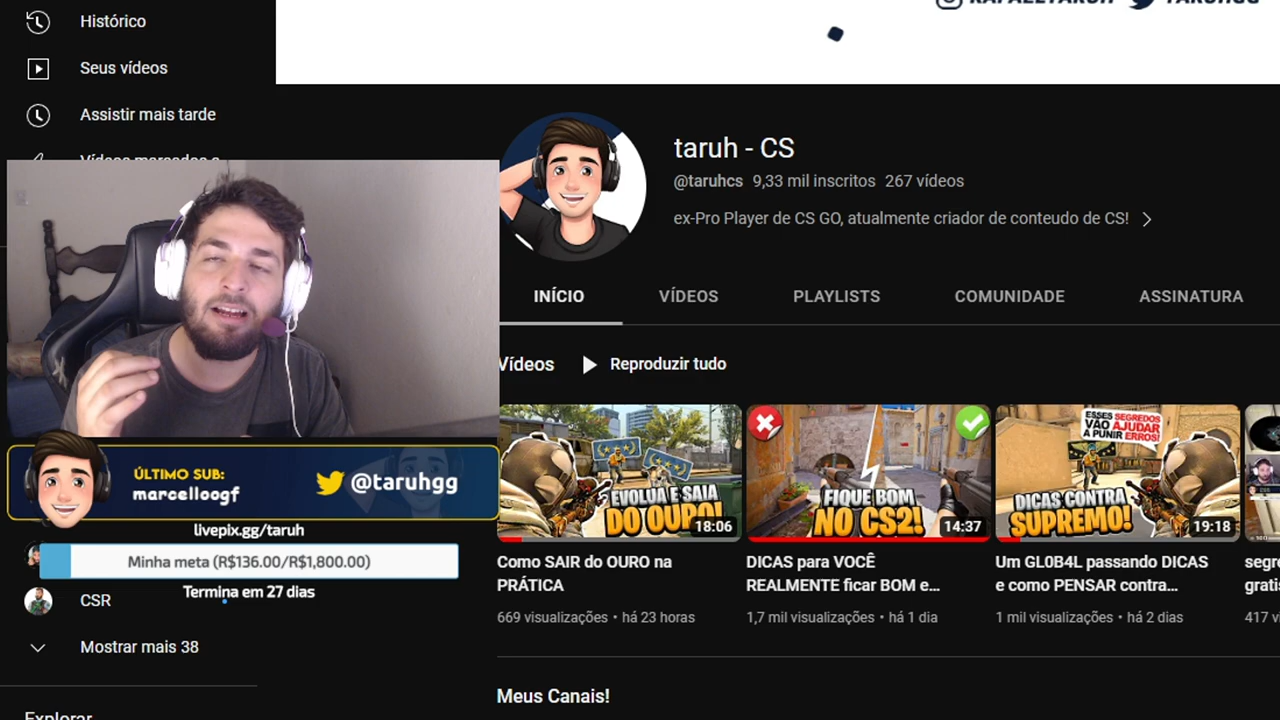 Histórico
Seus vídeos
Assistir mais tarde
RAFAZZTARUH TARUHGG
taruh - CS
@taruhcs 9,33 mil inscritos 267 vídeos
ex-Pro Player de CS GO, atualmente criador de conteudo de CS!
INÍCIO VÍDEOS PLAYLISTS COMUNIDADE ASSINATURA
Vídeos Reproduzir tudo
EVOLUA E SAIA
DO OURO!
18:06
FIQUE BOM
NO CS2!
14:37
ESSES SEGREDOS
VÃO AJUDAR
A PUNIR ERROS!
DICAS CONTRA
SUPREMO!
19:18
Como SAIR do OURO na
PRÁTICA
669 visualizações • há 23 horas
DICAS para VOCÊ
REALMENTE ficar BOM e...
1,7 mil visualizações • há 1 dia
Um GL0B4L passando DICAS
e como PENSAR contra...
1 mil visualizações • há 2 dias
segre
grati
417 v
ÚLTIMO SUB:
marcelloogf
@taruhgg
livepix.gg/taruh
Minha meta (R$136.00/R$1,800.00)
Termina em 27 dias
CSR
Mostrar mais 38
Explorar
Meus Canais!